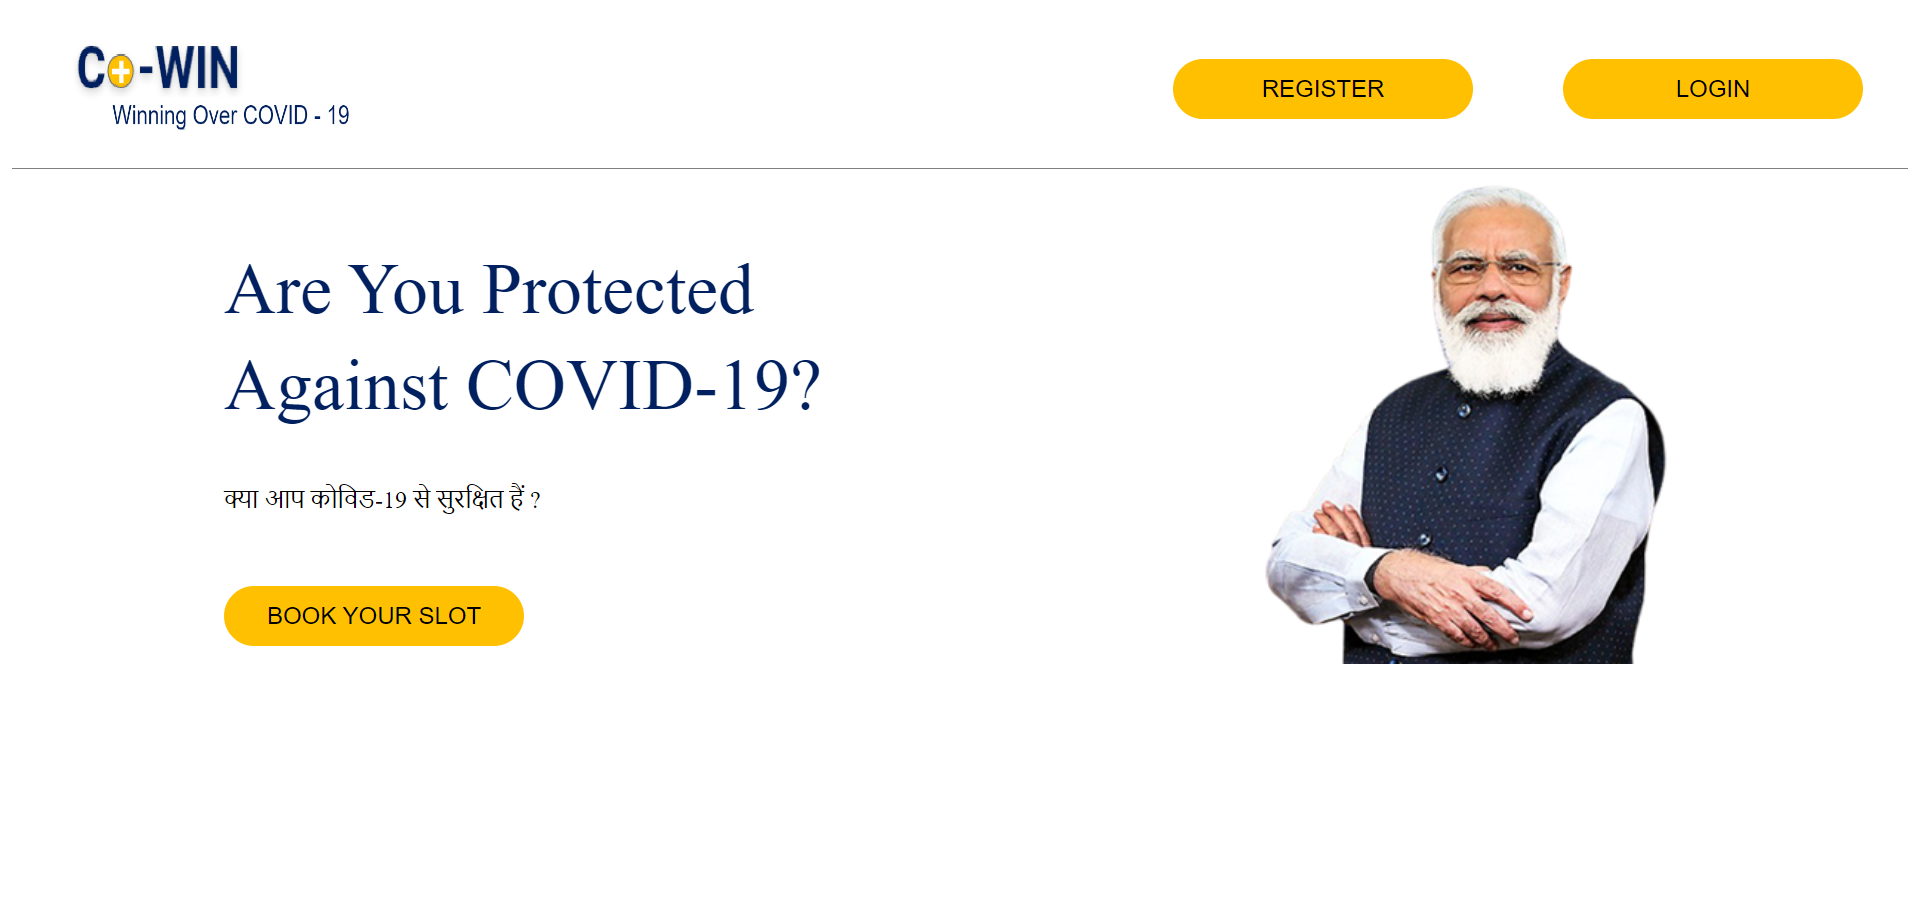 Co-WIN
Winning Over COVID - 19
REGISTER
LOGIN
Are You Protected
Against COVID-19?
क्या आप कोविड-19 से सुरक्षित हैं ?
BOOK YOUR SLOT